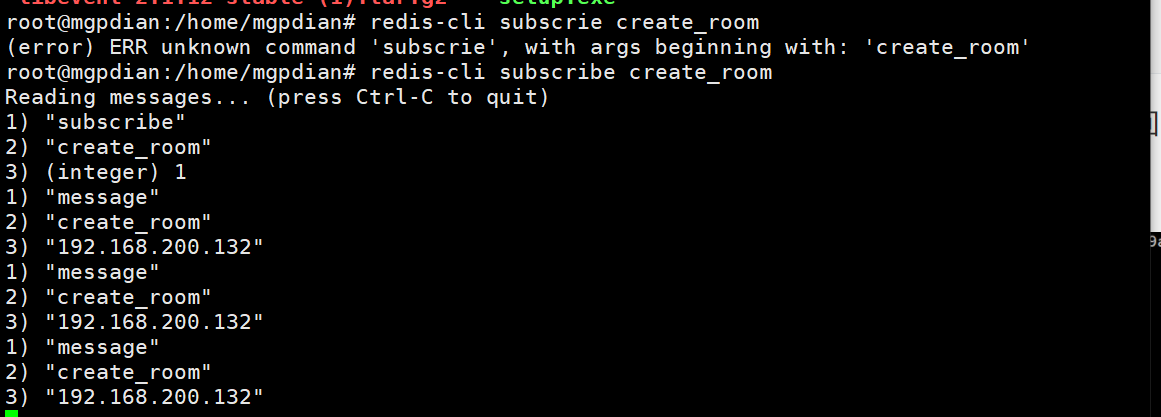 root@mgpdian:/home/mgpdian# redis-cli subscrie create_room
(error) ERR unknown command 'subscrie', with args beginning with: 'create_room'
root@mgpdian:/home/mgpdian# redis-cli subscribe create_room
Reading messages... (press Ctrl-C to quit)
1) "subscribe"
2) "create_room"
3) (integer) 1
1) "message"
2) "create_room"
3) "192.168.200.132"
1) "message"
2) "create_room"
3) "192.168.200.132"
1) "message"
2) "create_room"
3) "192.168.200.132"